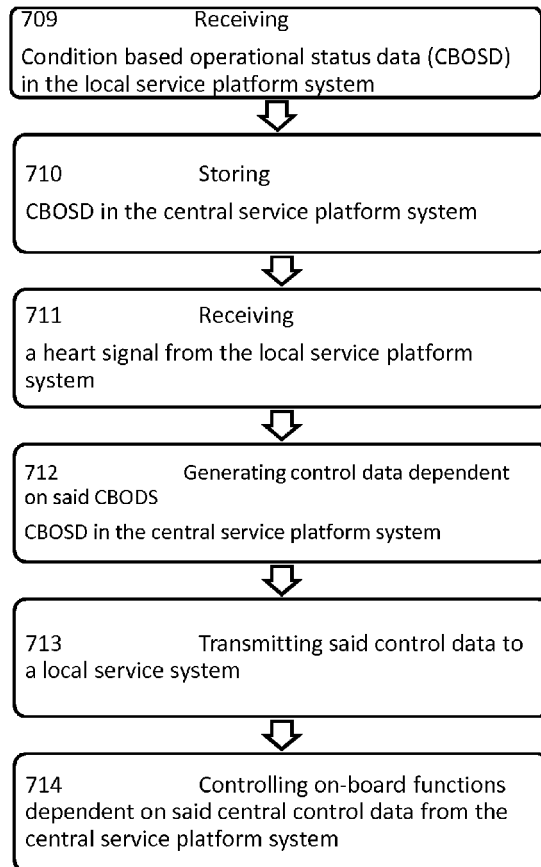 709 Receiving
Condition based operational status data (CBOSD)
in the local service platform system
710 Storing
CBOSD in the central service platform system
711 Receiving
a heart signal from the local service platform
system
712 Generating control data dependent
on said CBODS
CBOSD in the central service platform system
713 Transmitting said control data to
a local service system
714 Controlling on-board functions
dependent on said central control data from the
central service platform system